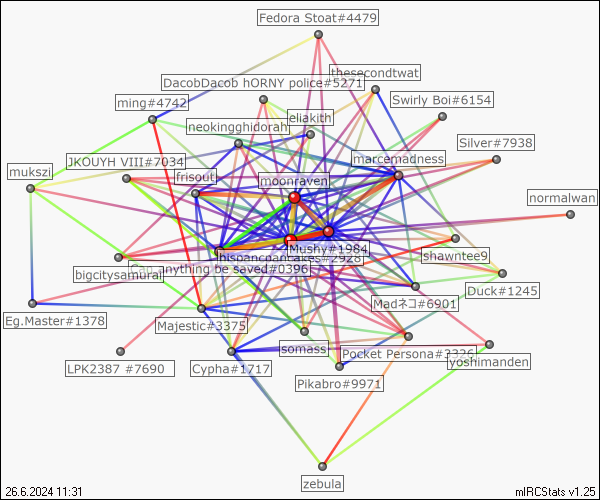 Fedora Stoat#4479
thesecondtwat
DacobDacob hORNY police#5271
Swirly Boi#6154
ming#4742
eliakith
neokingghidorah
Silver#7938
marcemadness
JKOUYH VIII#7034
mukszi
frisout
moonraven
normalwan
Mushy#1984
hispancpancakes#2928
shawntee9
can anything be saved#0396
bigcitysamurai
Duck#1245
Madネコ#6901
Eg.Master#1378
Majestic#3375
somass
Pocket Persona#3326
yoshimanden
LPK2387 #7690
Cypha#1717
Pikabro#9971
zebula
26.6.2024 11:31
mIRCStats v1.25